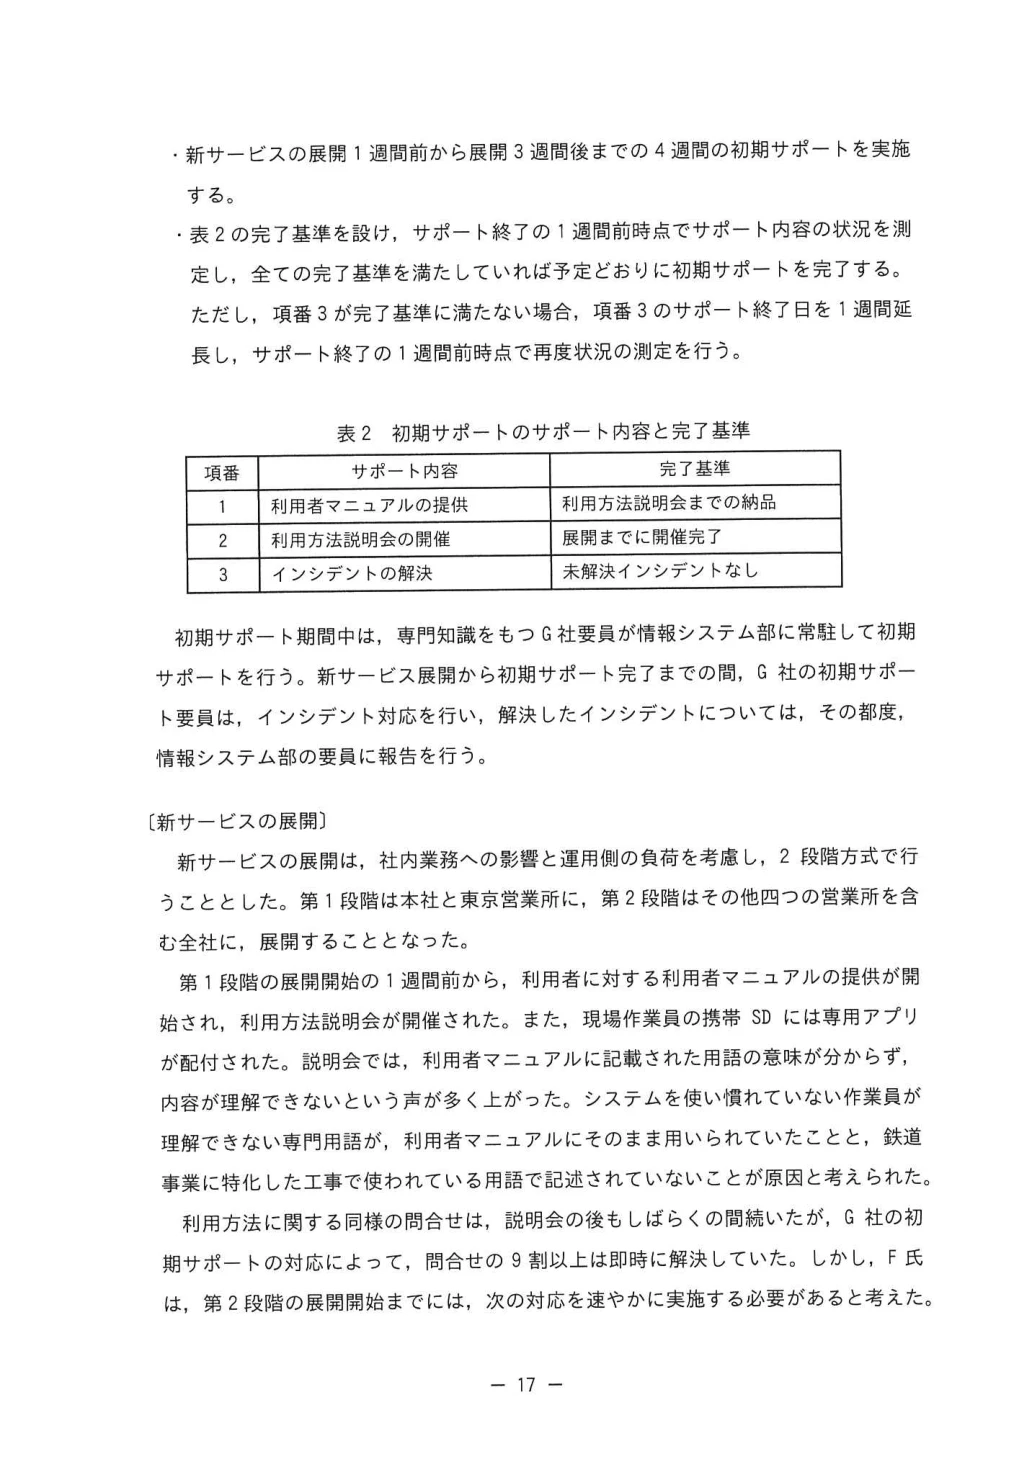 ・新サービスの展開1週間前から展開3週間後までの4週間の初期サポートを実施
する。
・表2の完了基準を設け，サポート終了の1週間前時点でサポート内容の状況を測
定し，全ての完了基準を満たしていれば予定どおりに初期サポートを完了する。
ただし，項番3が完了基準に満たない場合，項番3のサポート終了日を1週間延
長し，サポート終了の1週間前時点で再度状況の測定を行う。
表2　初期サポートのサポート内容と完了基準
項番　サポート内容　完了基準
1　利用者マニュアルの提供　利用方法説明会までの納品
2　利用方法説明会の開催　展開までに開催完了
3　インシデントの解決　未解決インシデントなし
初期サポート期間中は，専門知識をもつG社要員が情報システム部に常駐して初期
サポートを行う。新サービス展開から初期サポート完了までの間，G 社の初期サポー
ト要員は，インシデント対応を行い，解決したインシデントについては，その都度，
情報システム部の要員に報告を行う。
〔新サービスの展開〕
新サービスの展開は，社内業務への影響と運用側の負荷を考慮し，2 段階方式で行
うこととした。第1段階は本社と東京営業所に，第2段階はその他四つの営業所を含
む全社に，展開することとなった。
第1段階の展開開始の1週間前から，利用者に対する利用者マニュアルの提供が開
始され，利用方法説明会が開催された。また，現場作業員の携帯 SD には専用アプリ
が配付された。説明会では，利用者マニュアルに記載された用語の意味が分からず，
内容が理解できないという声が多く上がった。システムを使い慣れていない作業員が
理解できない専門用語が，利用者マニュアルにそのまま用いられていたことと，鉄道
事業に特化した工事で使われている用語で記述されていないことが原因と考えられた。
利用方法に関する同様の問合せは，説明会の後もしばらくの間続いたが，G 社の初
期サポートの対応によって，問合せの 9 割以上は即時に解決していた。しかし，F 氏
は，第2段階の展開開始までには，次の対応を速やかに実施する必要があると考えた。
－ 17 －